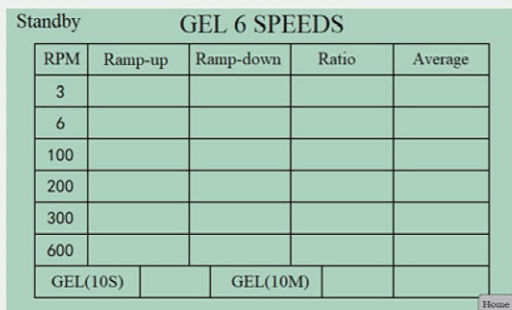 Standby GEL 6 SPEEDS
RPM Ramp-up Ramp-down Ratio Average
3
6
100
200
300
600
GEL(10S) GEL(10M)
Home